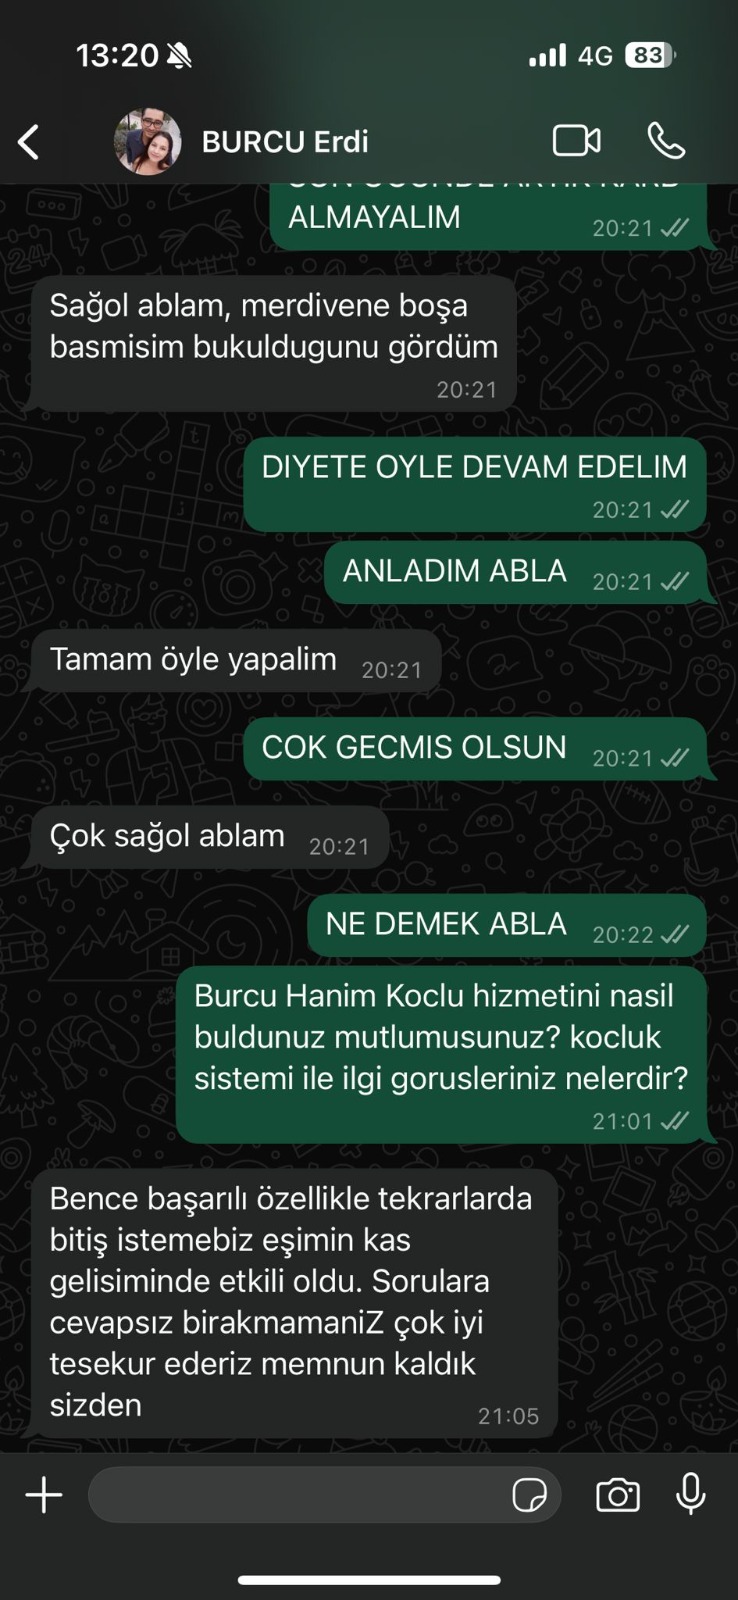 13:20
4G
83
BURCU Erdi
ALMAYALIM
20:21
Sağol ablam, merdivene boşa
basmisim bukuldugunu gördüm
20:21
DIYETE OYLE DEVAM EDELIM
20:21
ANLADIM ABLA 20:21
Tamam öyle yapalim 20:21
COK GECMIS OLSUN 20:21
Çok sağol ablam 20:21
NE DEMEK ABLA 20:22
Burcu Hanim Koclu hizmetini nasil
buldunuz mutlumusunuz? kocluk
sistemi ile ilgi gorusleriniz nelerdir?
21:01
Bence başarılı özellikle tekrarlarda
bitiş istemebiz eşimin kas
gelisiminde etkili oldu. Sorulara
cevapsız birakmamaniZ çok iyi
tesekur ederiz memnun kaldık
sizden
21:05